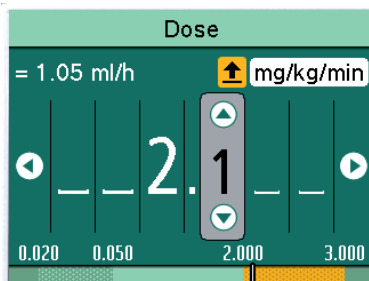 Dose
= 1.05 ml/h mg/kg/min
_ _ 2.1 _ _
0.020 0.050 2.000 3.000